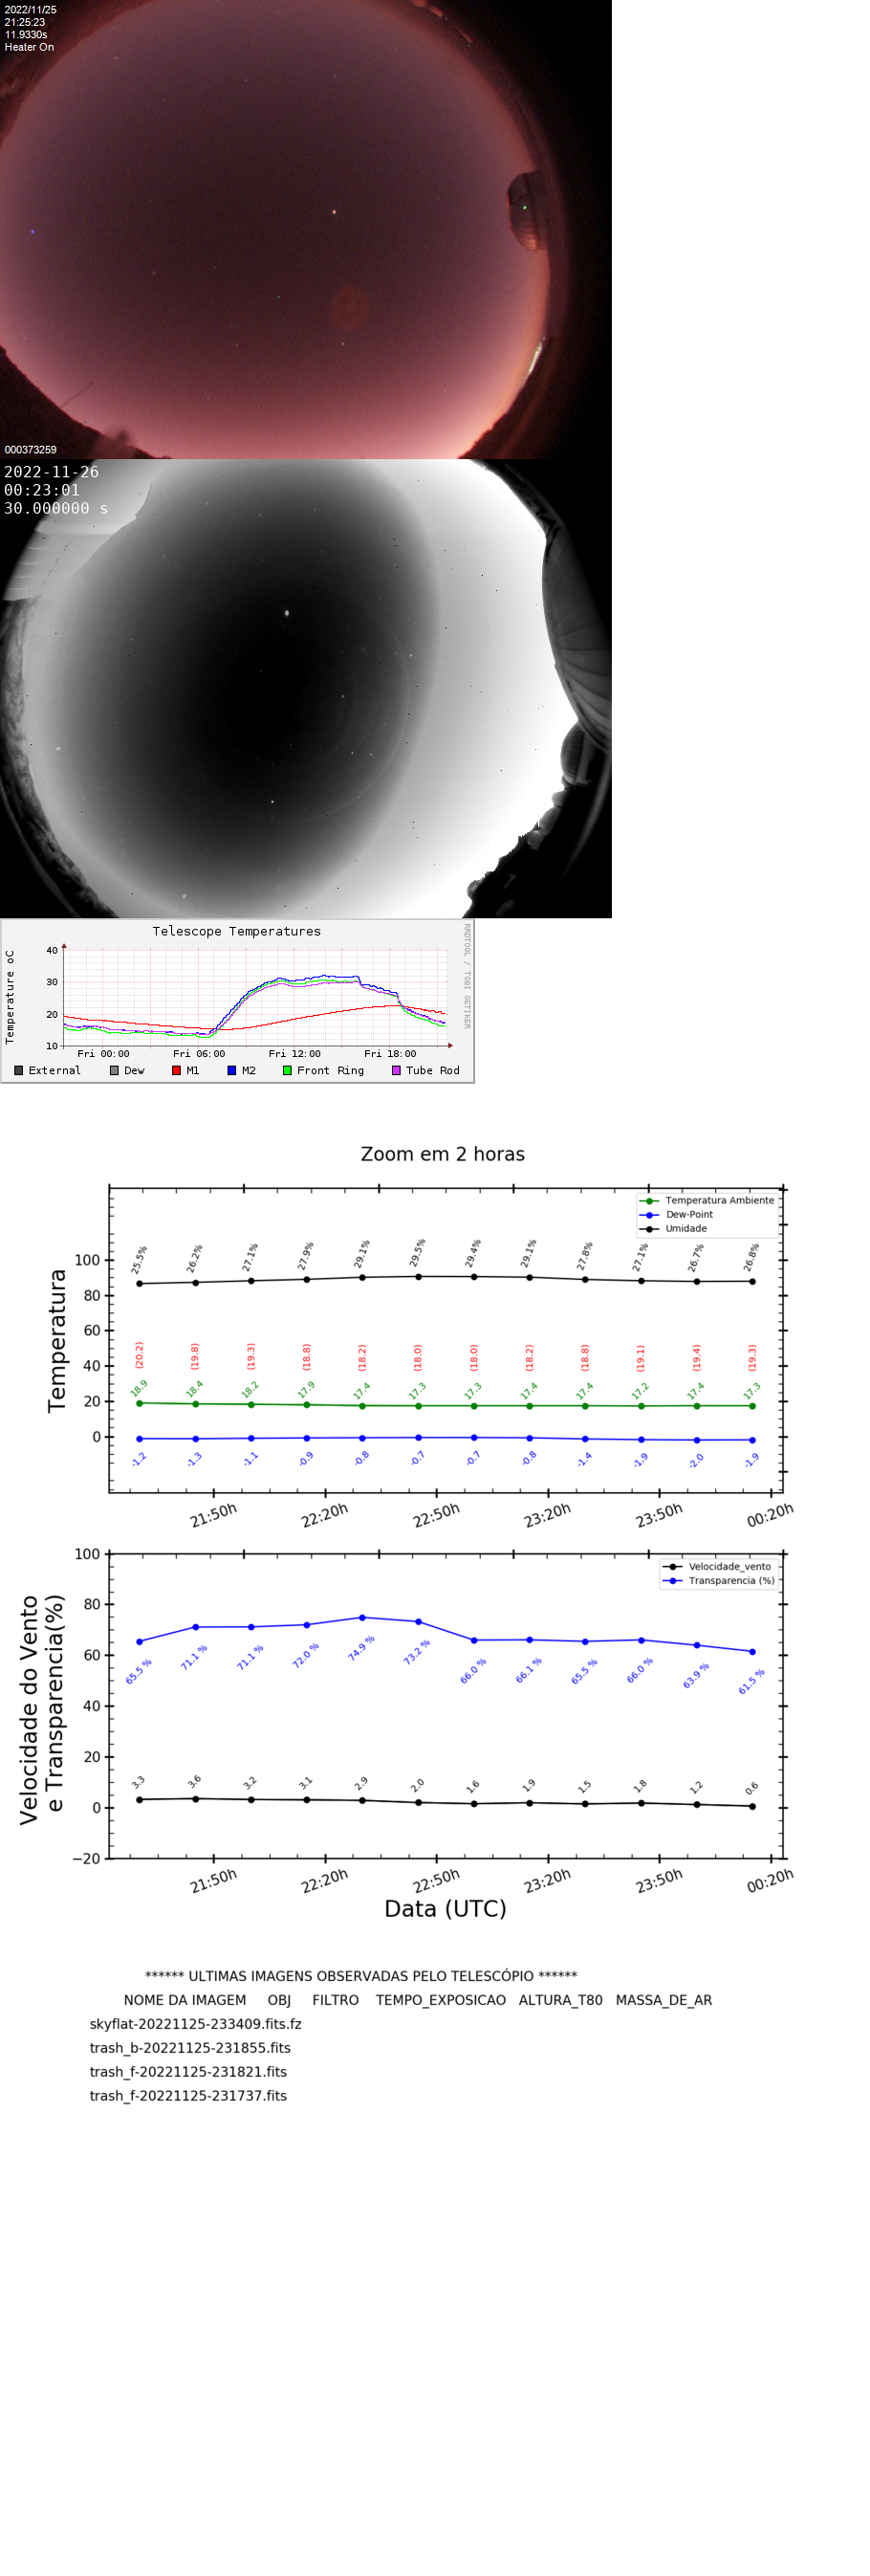 2022/11/25
21:25:23
11.9330s
Heater On
000373259
2022-11-26
00:23:01
30.000000 s
Telescope Temperatures
RRDTOOL / TOBI OETIKER
Temperature oC
40
30
20
10
Fri 00:00 Fri 06:00 Fri 12:00 Fri 18:00
External Dew M1 M2 Front Ring Tube Rod
Zoom em 2 horas
Temperatura Ambiente
Dew-Point
Umidade
Temperatura
100
80
60
40
20
0
25.5% 26.2% 27.1% 27.9% 29.1% 29.5% 29.4% 29.1% 27.8% 27.1% 26.7% 26.8%
(20.2) (19.8) (19.3) (18.8) (18.2) (18.0) (18.0) (18.2) (18.8) (19.1) (19.4) (19.3)
18.9 18.4 18.2 17.9 17.4 17.3 17.3 17.4 17.4 17.2 17.4 17.3
-1.2 -1.3 -1.1 -0.9 -0.8 -0.7 -0.7 -0.8 -1.4 -1.9 -2.0 -1.9
21:50h 22:20h 22:50h 23:20h 23:50h 00:20h
Velocidade_vento
Transparencia (%)
Velocidade do Vento
e Transparencia(%)
100
80
60
40
20
0
−20
65.5 % 71.1 % 71.1 % 72.0 % 74.9 % 73.2 % 66.0 % 66.1 % 65.5 % 66.0 % 63.9 % 61.5 %
3.3 3.6 3.2 3.1 2.9 2.0 1.6 1.9 1.5 1.8 1.2 0.6
21:50h 22:20h 22:50h 23:20h 23:50h 00:20h
Data (UTC)
****** ULTIMAS IMAGENS OBSERVADAS PELO TELESCÓPIO ******
NOME DA IMAGEM OBJ FILTRO TEMPO_EXPOSICAO ALTURA_T80 MASSA_DE_AR
skyflat-20221125-233409.fits.fz
trash_b-20221125-231855.fits
trash_f-20221125-231821.fits
trash_f-20221125-231737.fits